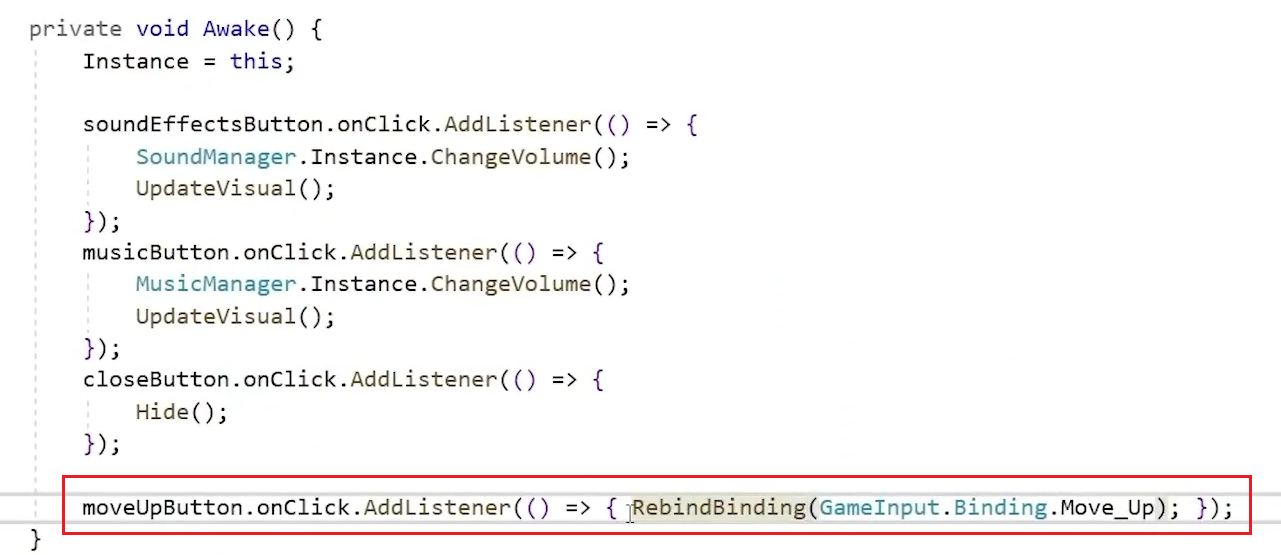 private void Awake() {
Instance = this;
soundEffectsButton.onClick.AddListener(() => {
SoundManager.Instance.ChangeVolume();
UpdateVisual();
});
musicButton.onClick.AddListener(() => {
MusicManager.Instance.ChangeVolume();
UpdateVisual();
});
closeButton.onClick.AddListener(() => {
Hide();
});
moveUpButton.onClick.AddListener(() => { RebindBinding(GameInput.Binding.Move_Up); });
}